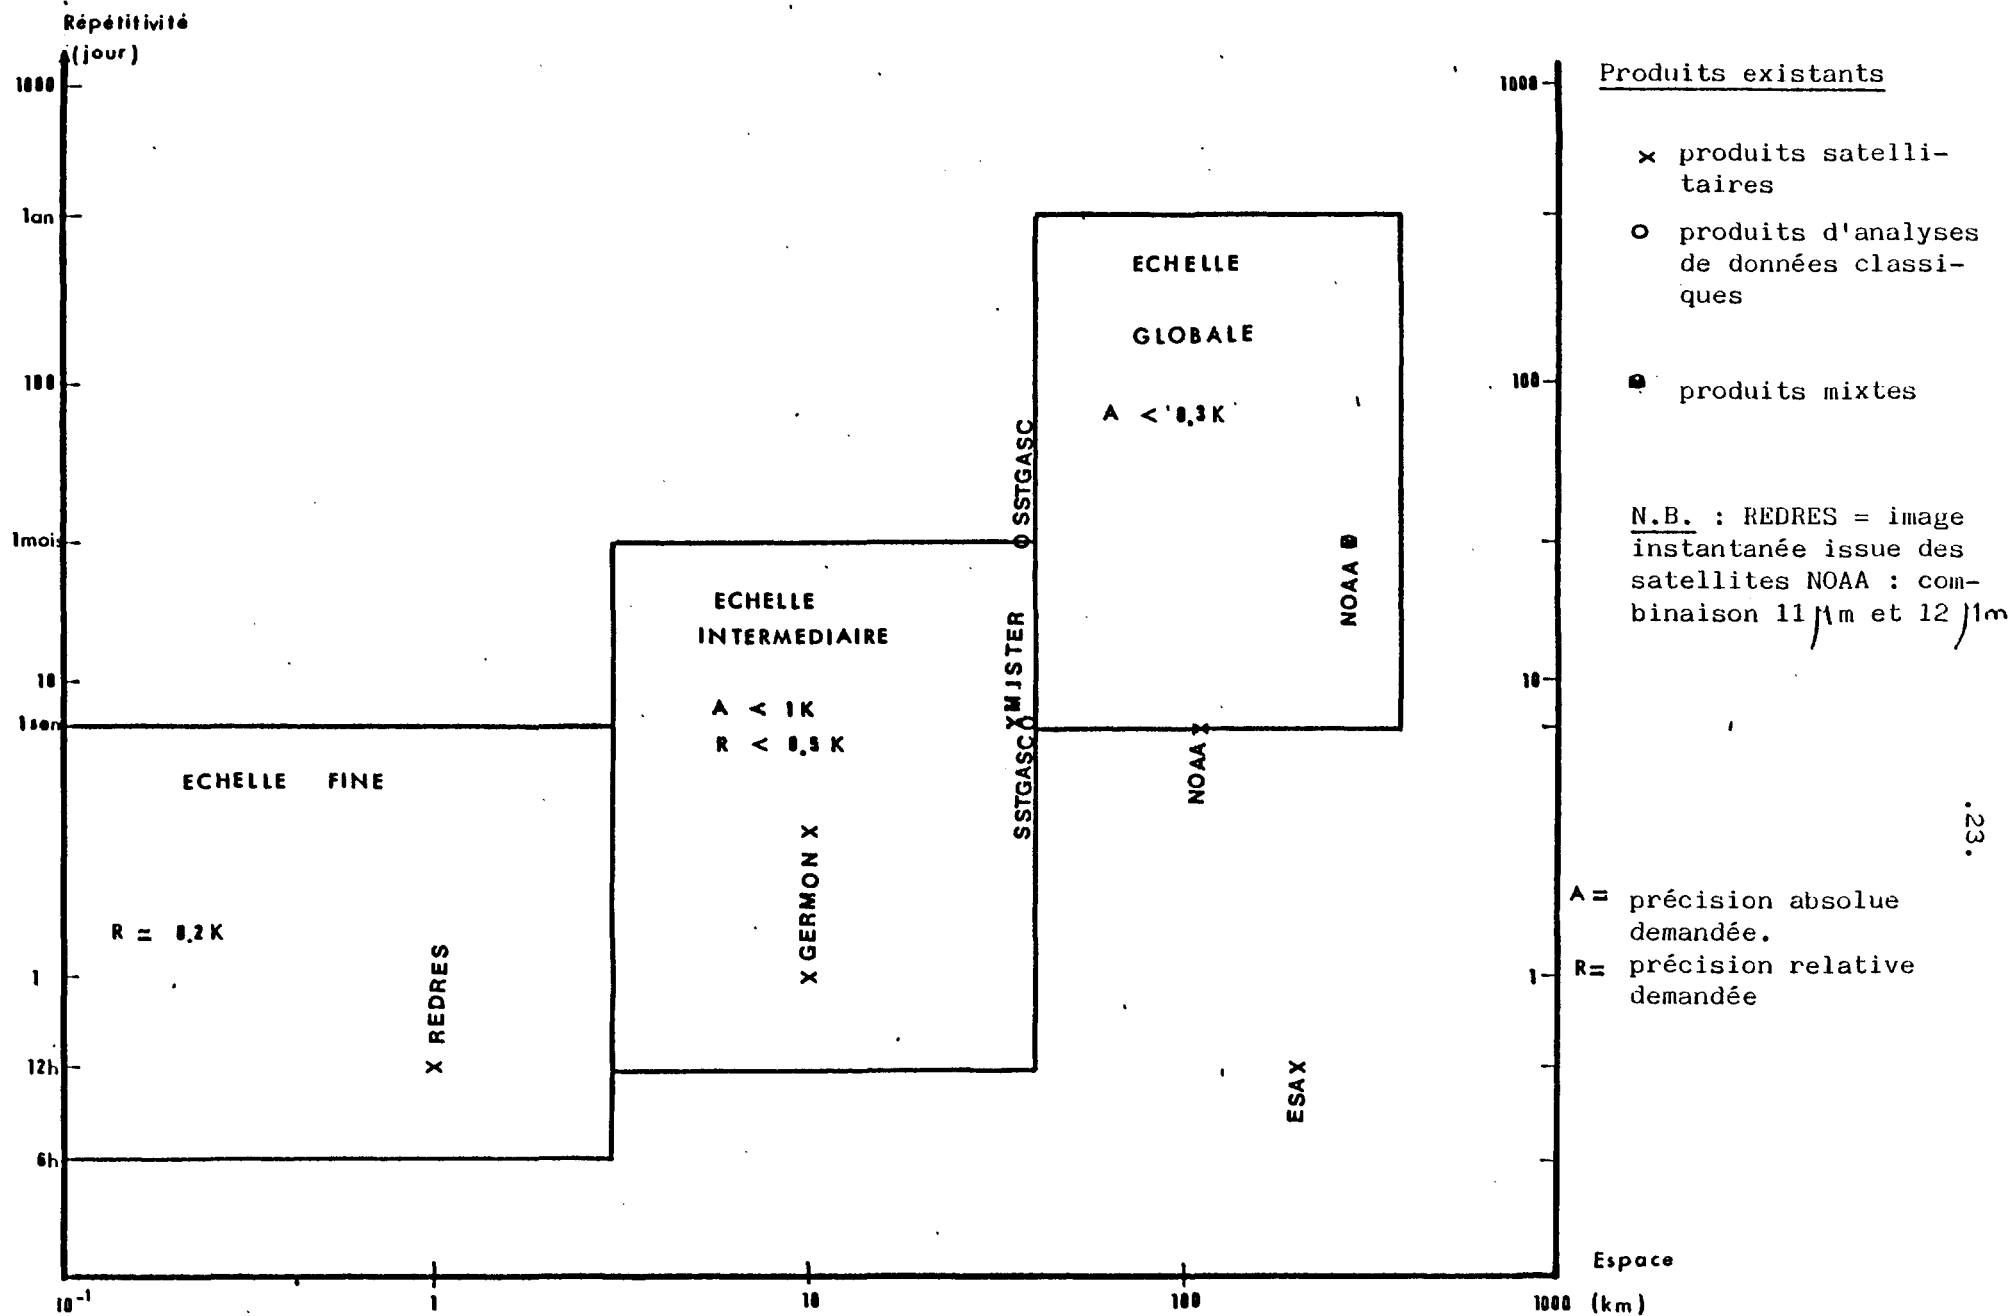 Répétitivité
(jour)
1000
1an
100
1mois
10
1sem
1
12h
6h
10⁻¹
1
10
100
1000
Espace
(km)
1000
100
10
1
ECHELLE FINE
R ≃ 0,2 K
X REDRES
ECHELLE
INTERMEDIAIRE
A < 1K
R < 0,5 K
X GERMON X
O SSTGASC
X MISTER
SSTGASC O
ECHELLE
GLOBALE
A < 0,3 K
NOAA
NOAA X
ESA X
Produits existants
x produits satelli-
taires
o produits d'analyses
de données classi-
ques
produits mixtes
N.B. : REDRES = image
instantanée issue des
satellites NOAA : com-
binaison 11 μm et 12 μm
A = précision absolue
demandée.
R = précision relative
demandée
.23.